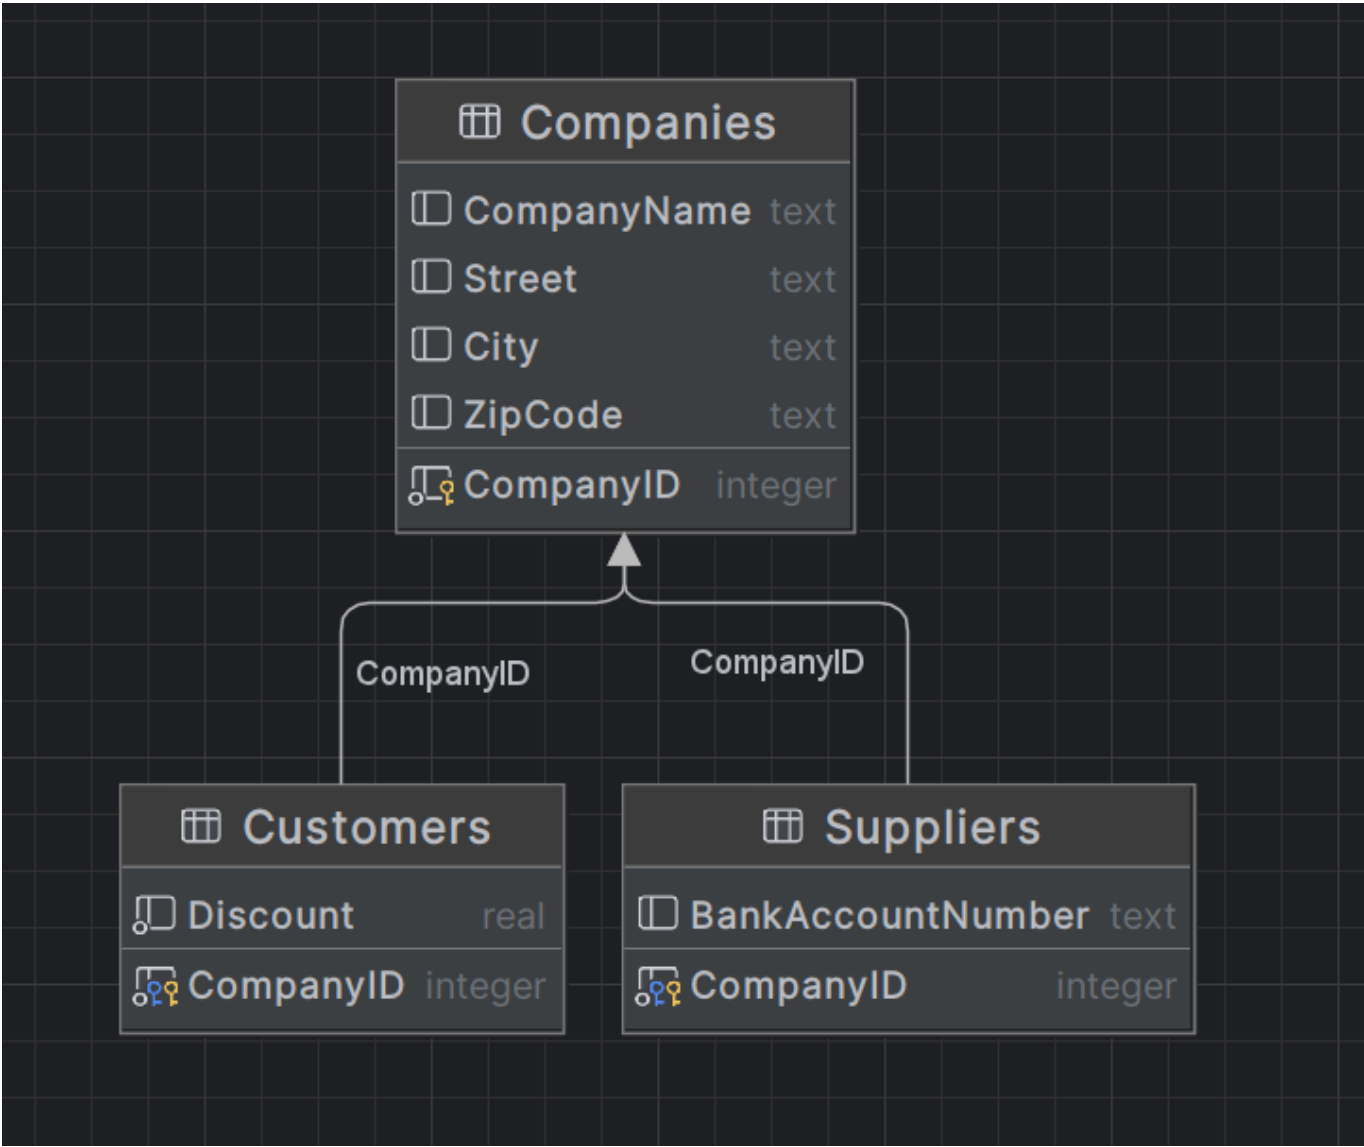 Companies
CompanyName text
Street text
City text
ZipCode text
CompanyID integer
CompanyID
CompanyID
Customers
Discount real
CompanyID integer
Suppliers
BankAccountNumber text
CompanyID integer